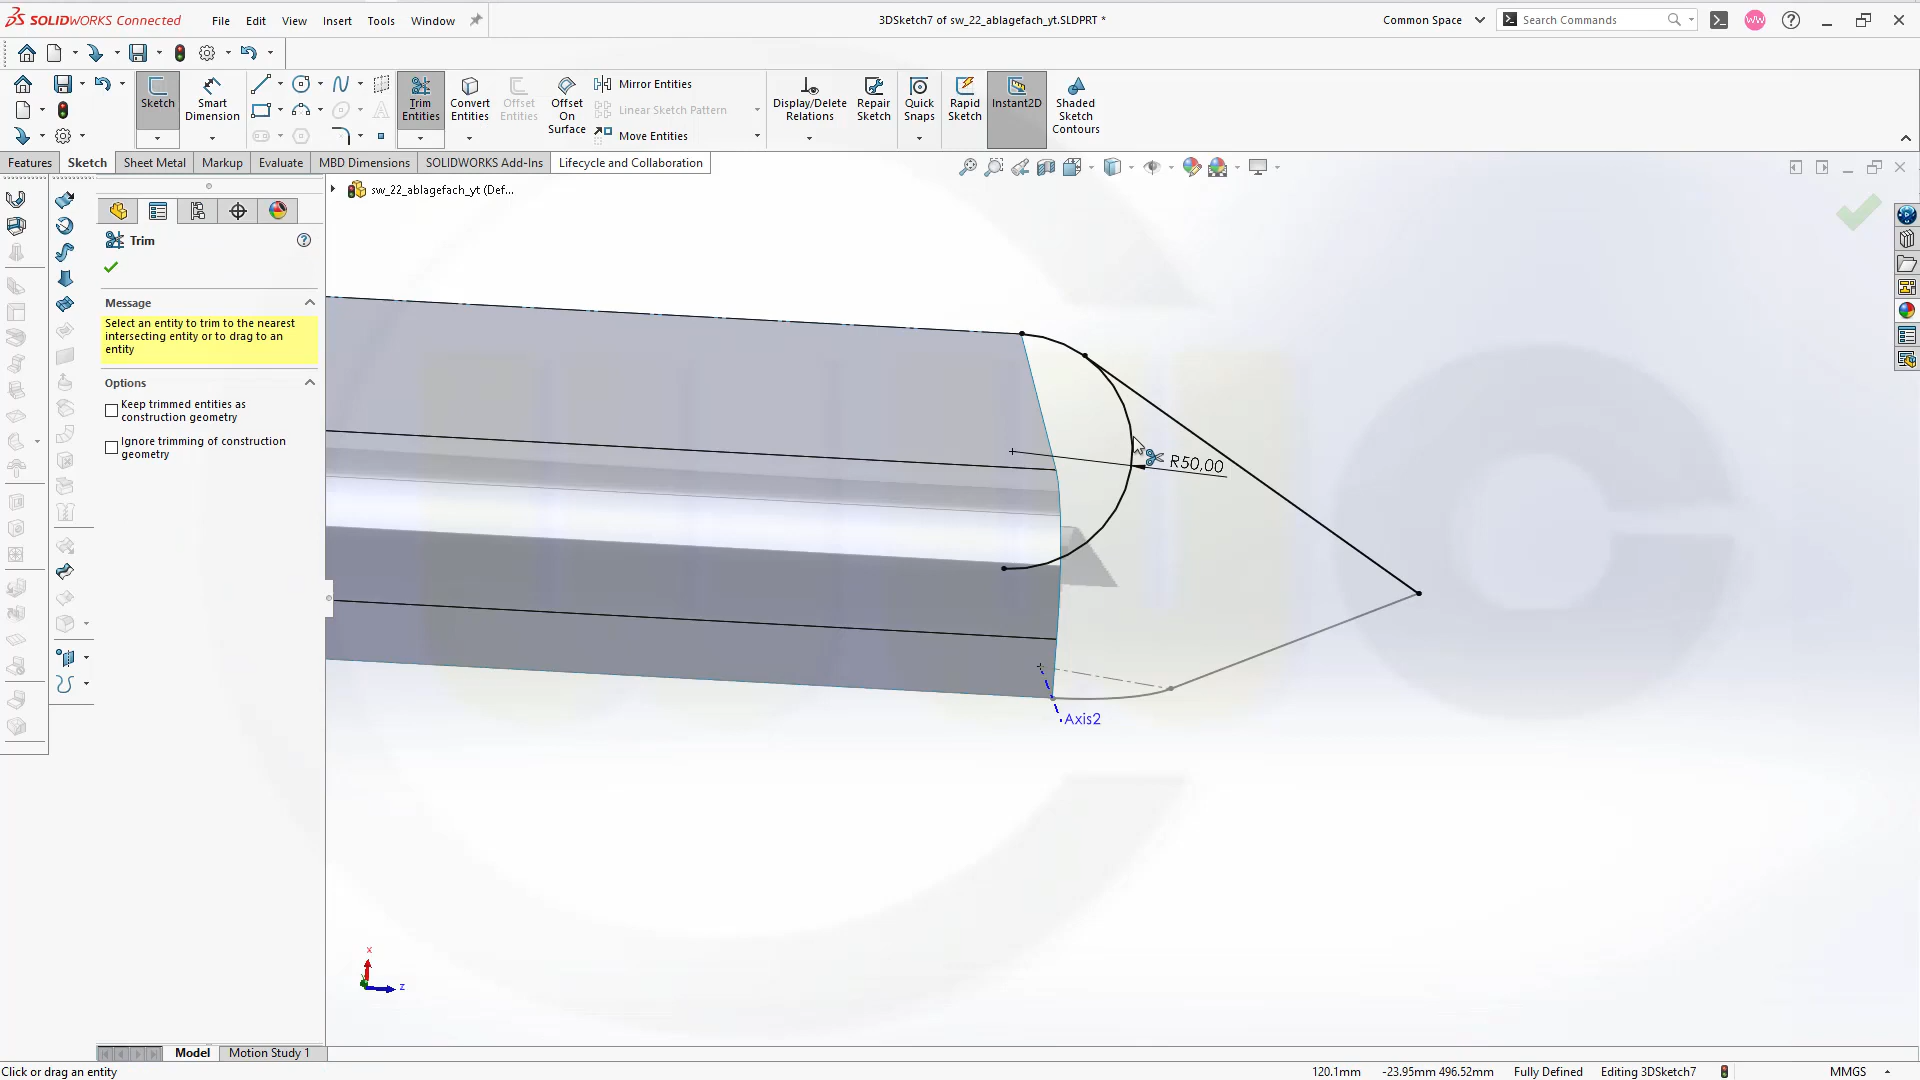 SOLIDWORKS Connected
File
Edit
View
Insert
Tools
Window
3DSketch7 of sw_22_ablagefach_yt.SLDPRT *
Common Space
Search Commands
WW
Sketch
Smart Dimension
Trim Entities
Convert Entities
Offset Entities
Offset On Surface
Mirror Entities
Linear Sketch Pattern
Move Entities
Display/Delete Relations
Repair Sketch
Quick Snaps
Rapid Sketch
Instant2D
Shaded Sketch Contours
Features
Sketch
Sheet Metal
Markup
Evaluate
MBD Dimensions
SOLIDWORKS Add-Ins
Lifecycle and Collaboration
sw_22_ablagefach_yt (Def...
Trim
Message
Select an entity to trim to the nearest
intersecting entity or to drag to an
entity
Options
Keep trimmed entities as
construction geometry
Ignore trimming of construction
geometry
R50,00
Axis2
x
z
Model
Motion Study 1
Click or drag an entity
120.1mm
-23.95mm 496.52mm
Fully Defined
Editing 3DSketch7
MMGS